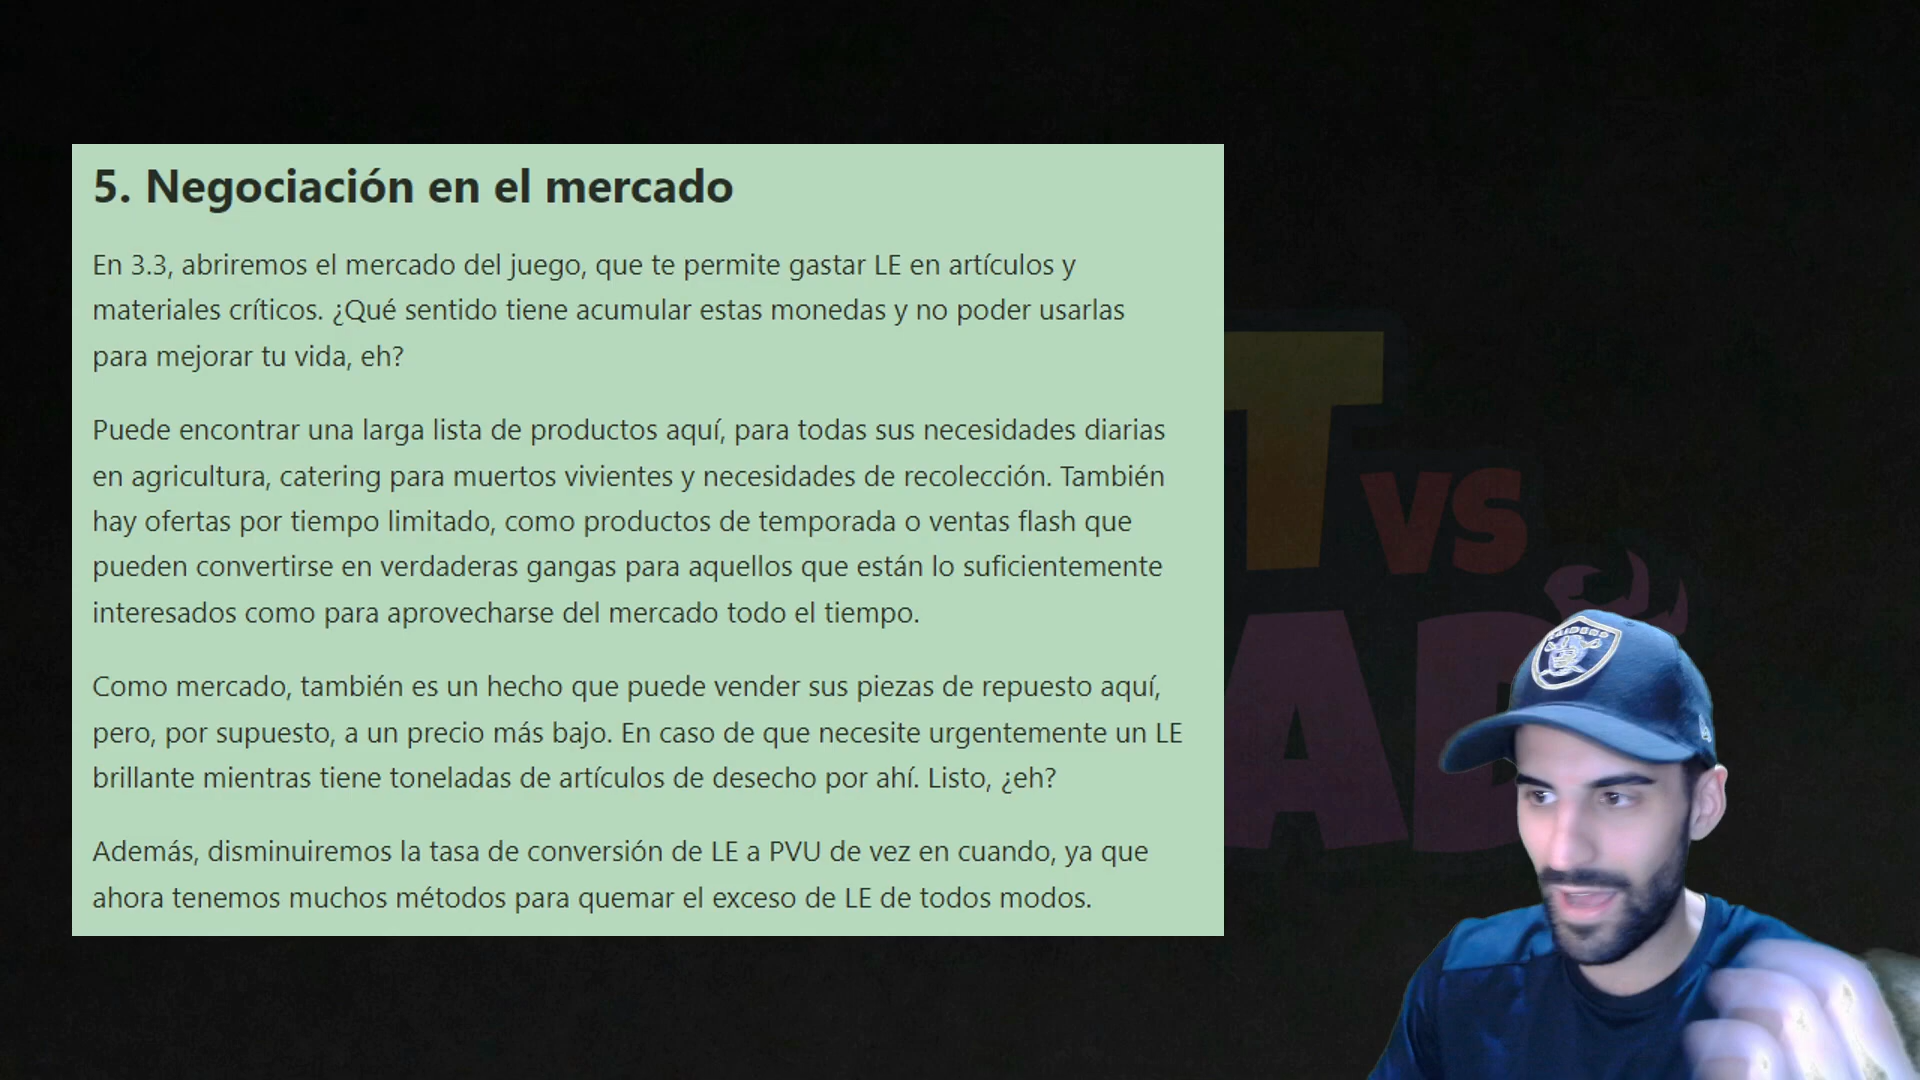 5. Negociación en el mercado
En 3.3, abriremos el mercado del juego, que te permite gastar LE en artículos y
materiales críticos. ¿Qué sentido tiene acumular estas monedas y no poder usarlas
para mejorar tu vida, eh?
Puede encontrar una larga lista de productos aquí, para todas sus necesidades diarias
en agricultura, catering para muertos vivientes y necesidades de recolección. También
hay ofertas por tiempo limitado, como productos de temporada o ventas flash que
pueden convertirse en verdaderas gangas para aquellos que están lo suficientemente
interesados como para aprovecharse del mercado todo el tiempo.
Como mercado, también es un hecho que puede vender sus piezas de repuesto aquí,
pero, por supuesto, a un precio más bajo. En caso de que necesite urgentemente un LE
brillante mientras tiene toneladas de artículos de desecho por ahí. Listo, ¿eh?
Además, disminuiremos la tasa de conversión de LE a PVU de vez en cuando, ya que
ahora tenemos muchos métodos para quemar el exceso de LE de todos modos.
T
VS
AD
RAIDERS